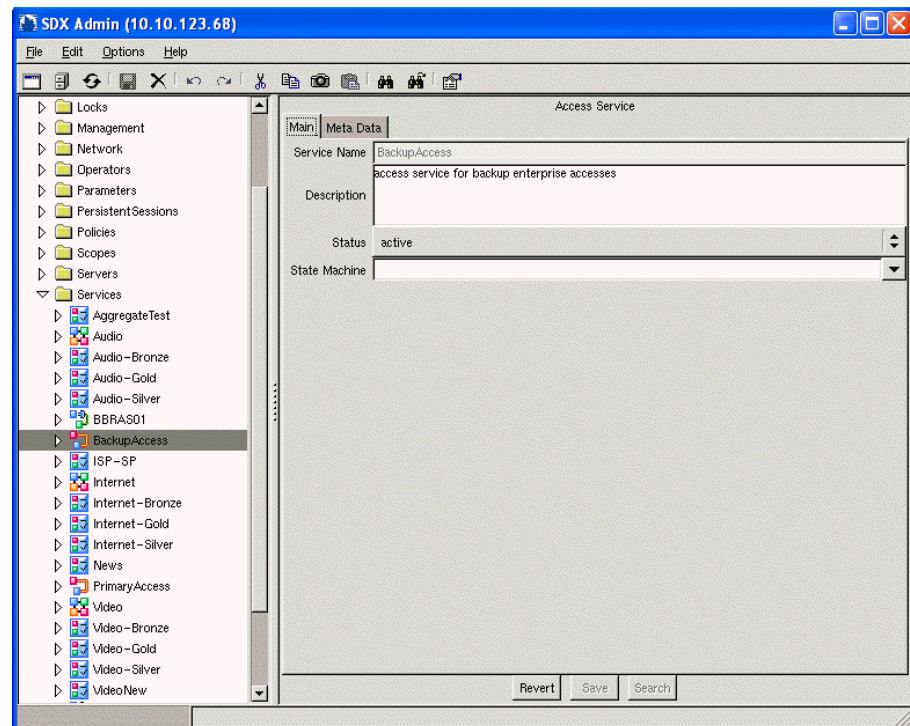 SDX Admin (10.10.123.68)
File Edit Options Help
Locks
Management
Network
Operators
Parameters
PersistentSessions
Policies
Scopes
Servers
Services
AggregateTest
Audio
Audio-Bronze
Audio-Gold
Audio-Silver
BBRAS01
BackupAccess
ISP-SP
Internet
Internet-Bronze
Internet-Gold
Internet-Silver
News
PrimaryAccess
Video
Video-Bronze
Video-Gold
Video-Silver
VideoNew
Access Service
Main Meta Data
Service Name BackupAccess
Description access service for backup enterprise accesses
Status active
State Machine
Revert Save Search